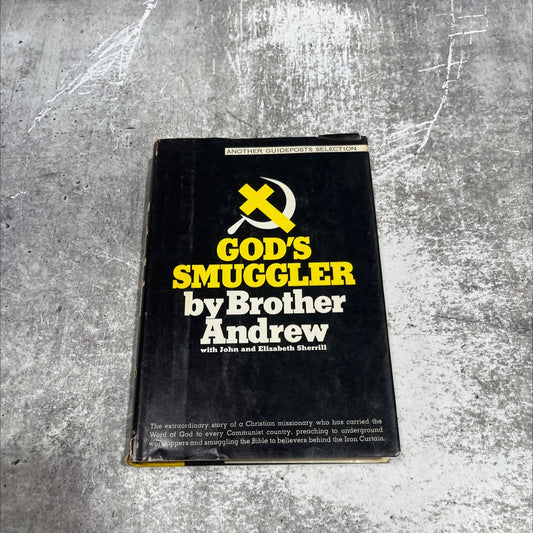 ANOTHER GUIDEPOSTS SELECTION
GOD'S
SMUGGLER
by Brother
Andrew
with John and Elizabeth Sherrill
The extraordinary story of a Christian missionary who has carried the
Word of God to every Communist country, preaching to underground
worshippers and smuggling the Bible to believers behind the Iron Curtain.